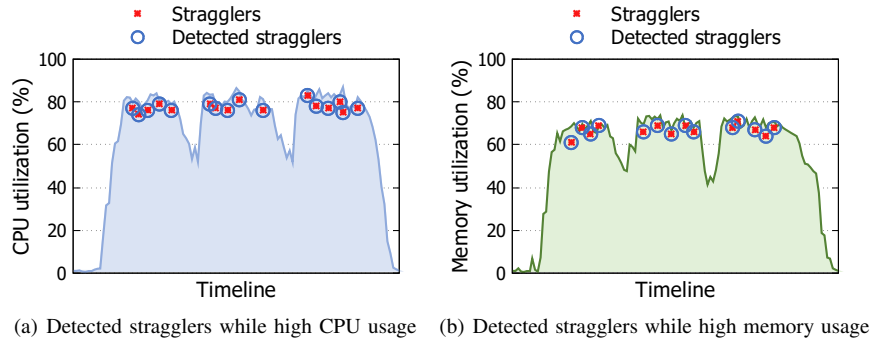 Stragglers
Detected stragglers
CPU utilization (%)
100
80
60
40
20
0
Timeline
(a) Detected stragglers while high CPU usage
Stragglers
Detected stragglers
Memory utilization (%)
100
80
60
40
20
0
Timeline
(b) Detected stragglers while high memory usage